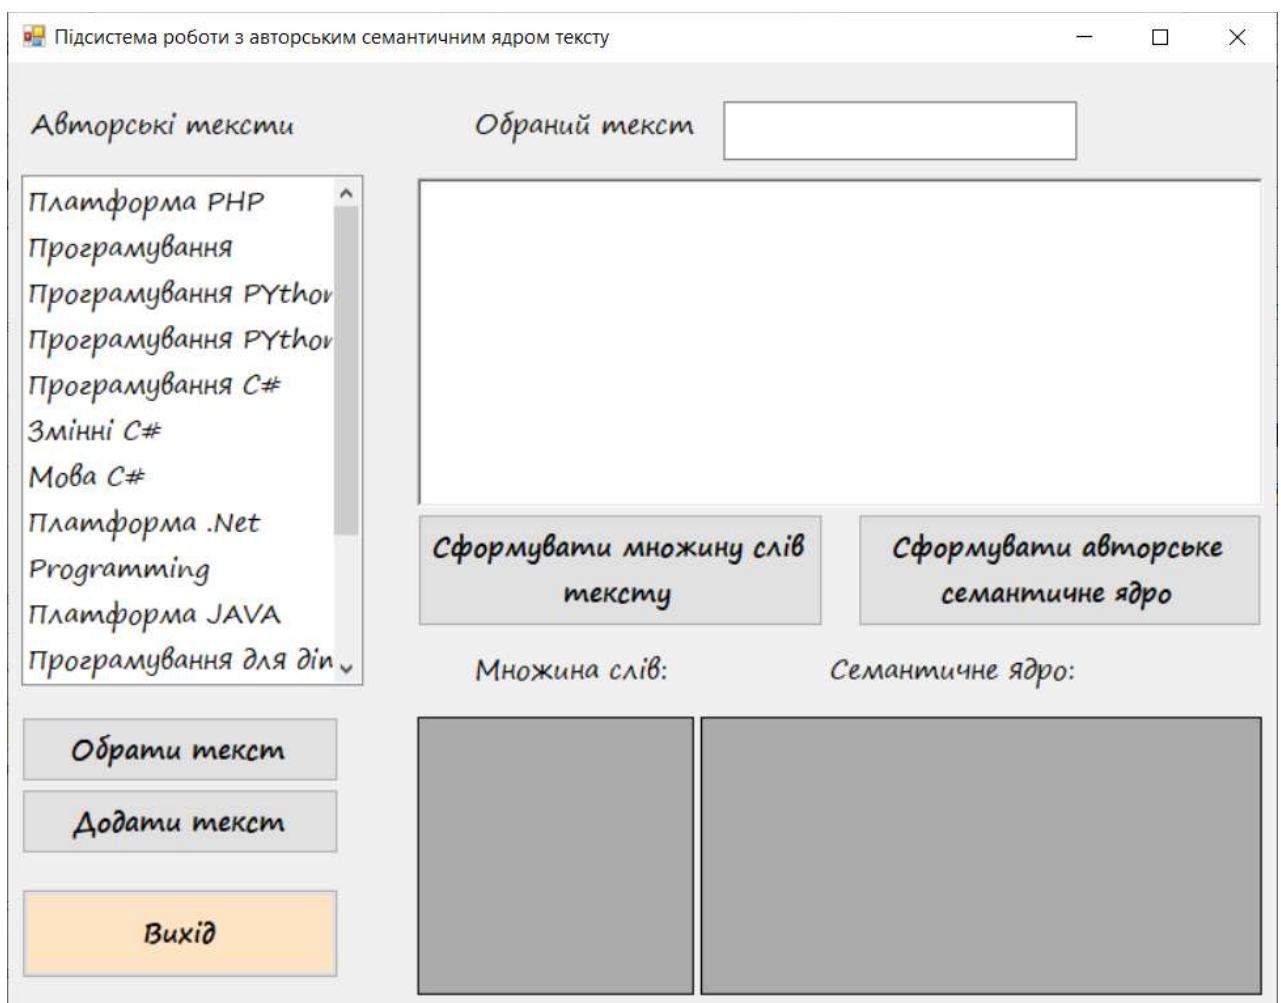 Підсистема роботи з авторським семантичним ядром тексту
Авторські тексти
Обраний текст
Платформа PHP
Програмування
Програмування PYthon
Програмування PYthon
Програмування C#
Змінні C#
Мова C#
Платформа .Net
Programming
Платформа JAVA
Програмування для
Сформувати множину слів
тексту
Сформувати авторське
семантичне ядро
Множина слів:
Семантичне ядро:
Обрати текст
Додати текст
Вихід